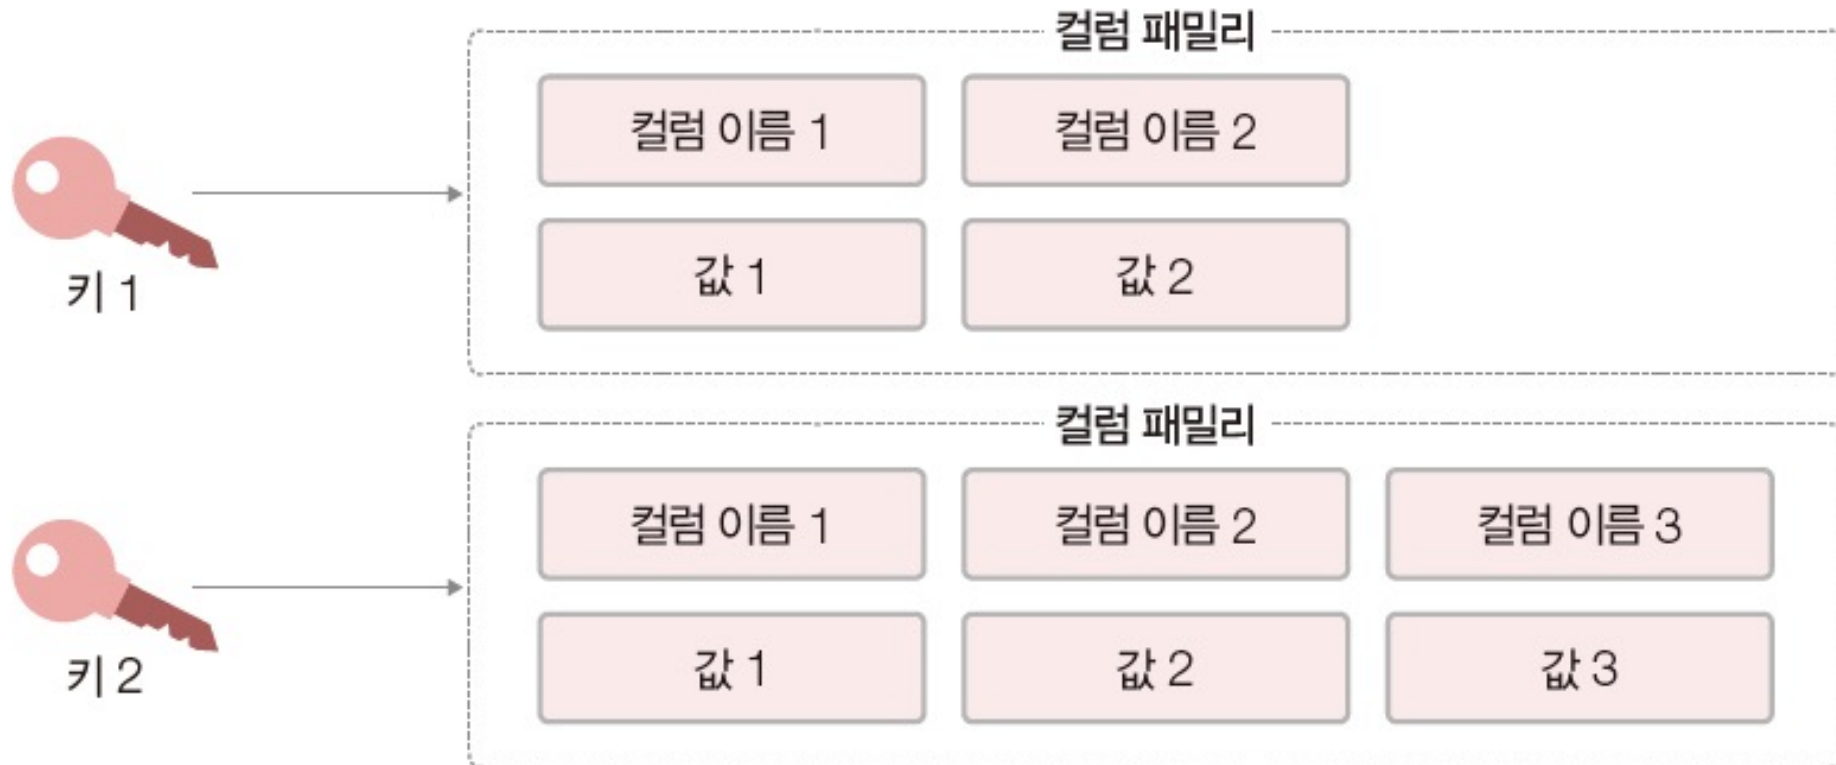 컬럼 패밀리
컬럼 이름 1 컬럼 이름 2
키 1
값 1 값 2
컬럼 패밀리
컬럼 이름 1 컬럼 이름 2 컬럼 이름 3
키 2
값 1 값 2 값 3